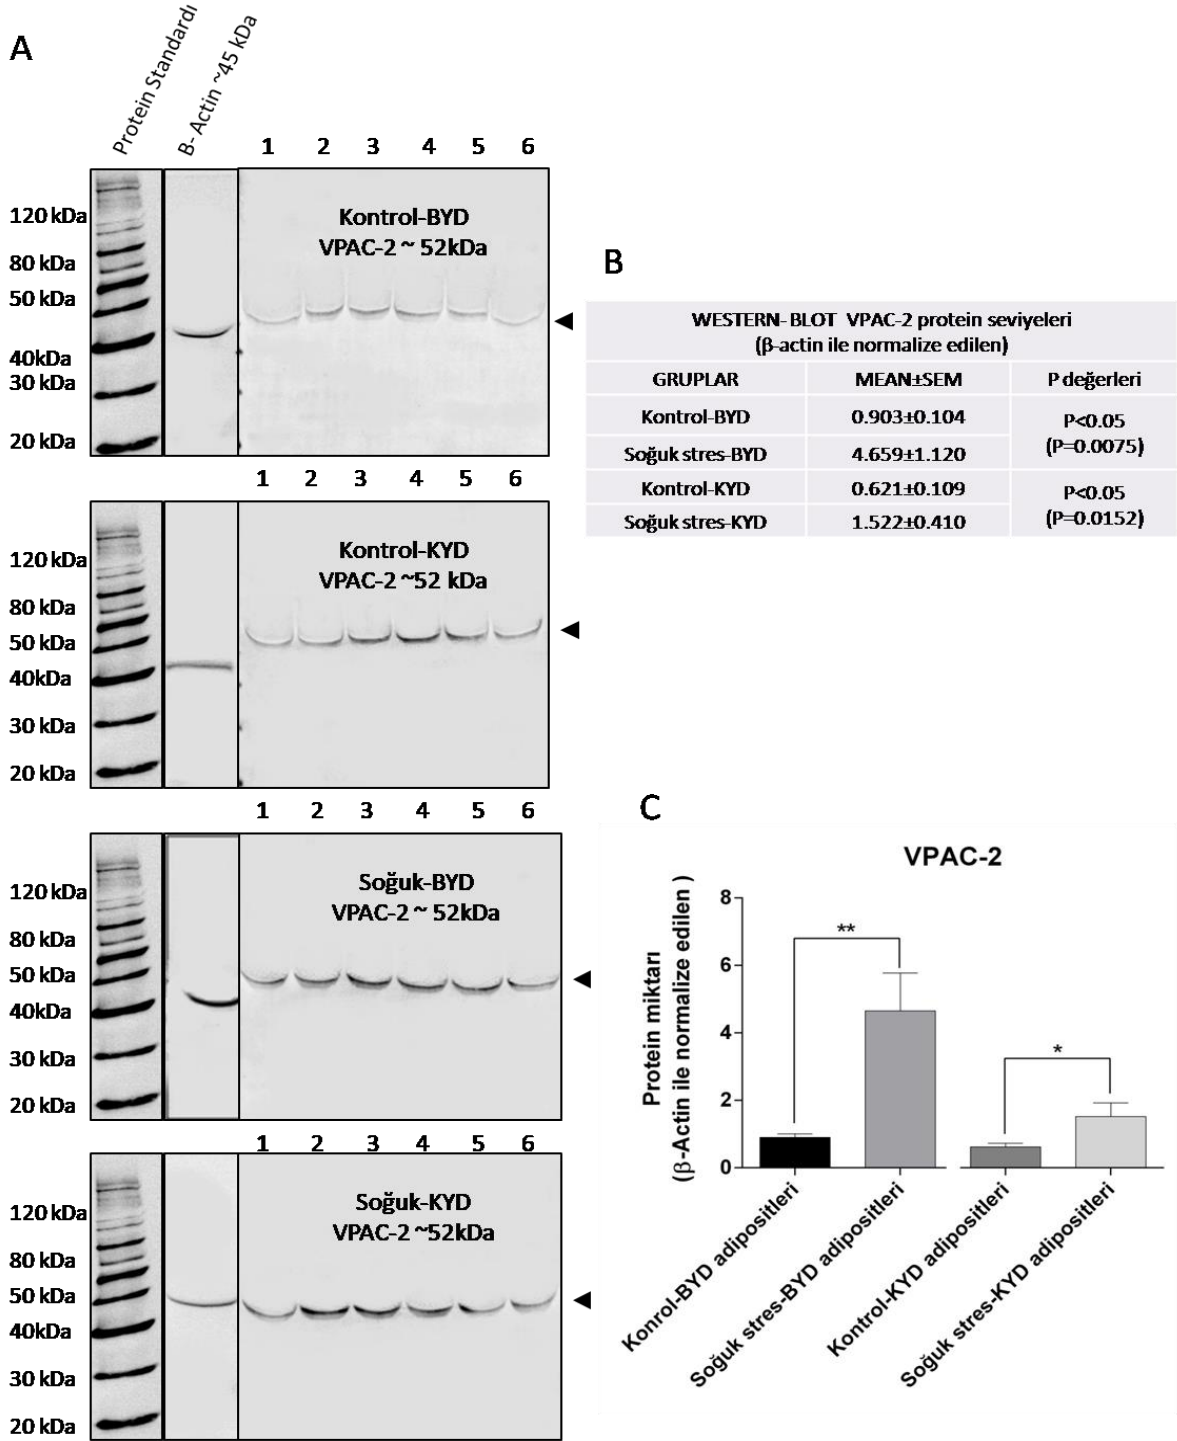 A
Protein Standardı
B- Actin ~45 kDa
1 2 3 4 5 6
120 kDa
80 kDa
50 kDa
40kDa
30 kDa
20 kDa
Kontrol-BYD
VPAC-2 ~ 52kDa
1 2 3 4 5 6
120 kDa
80 kDa
50 kDa
40kDa
30 kDa
20 kDa
Kontrol-KYD
VPAC-2 ~52 kDa
1 2 3 4 5 6
120 kDa
80 kDa
50 kDa
40kDa
30 kDa
20 kDa
Soğuk-BYD
VPAC-2 ~ 52kDa
1 2 3 4 5 6
120 kDa
80 kDa
50 kDa
40kDa
30 kDa
20 kDa
Soğuk-KYD
VPAC-2 ~52kDa
B
WESTERN- BLOT VPAC-2 protein seviyeleri
(β-actin ile normalize edilen)
GRUPLAR MEAN±SEM P değerleri
Kontrol-BYD 0.903±0.104
Soğuk stres-BYD 4.659±1.120
P<0.05
(P=0.0075)
Kontrol-KYD 0.621±0.109
Soğuk stres-KYD 1.522±0.410
P<0.05
(P=0.0152)
C
VPAC-2
Protein miktarı
(β-Actin ile normalize edilen )
8
6
4
2
0
**
*
Konrol-BYD adipositleri
Soğuk stres-BYD adipositleri
Kontrol-KYD adipositleri
Soğuk stres-KYD adipositleri